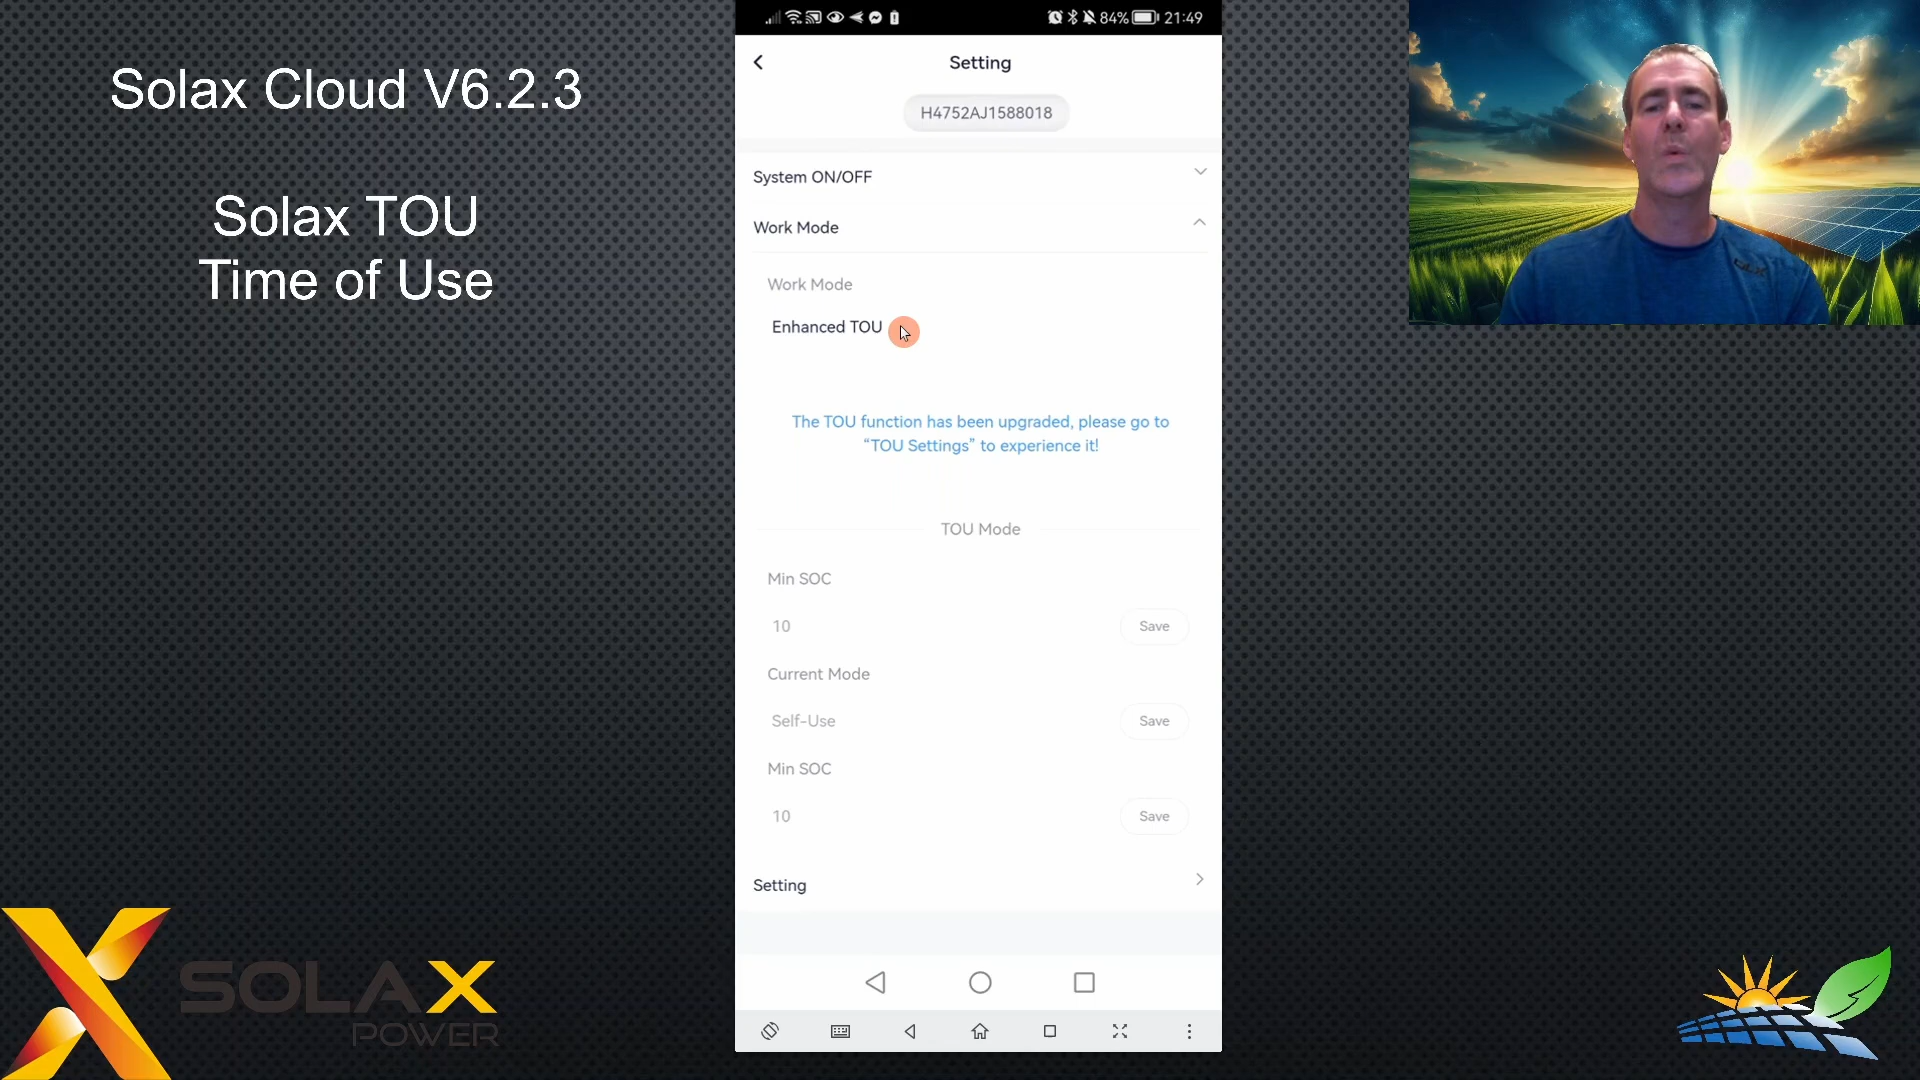 Solax Cloud V6.2.3
Solax TOU
Time of Use
84% 21:49
Setting
H4752AJ1588018
System ON/OFF
Work Mode
Work Mode
Enhanced TOU
The TOU function has been upgraded, please go to
“TOU Settings” to experience it!
TOU Mode
Min SOC
10 Save
Current Mode
Self-Use Save
Min SOC
10 Save
Setting
SOLAX
POWER